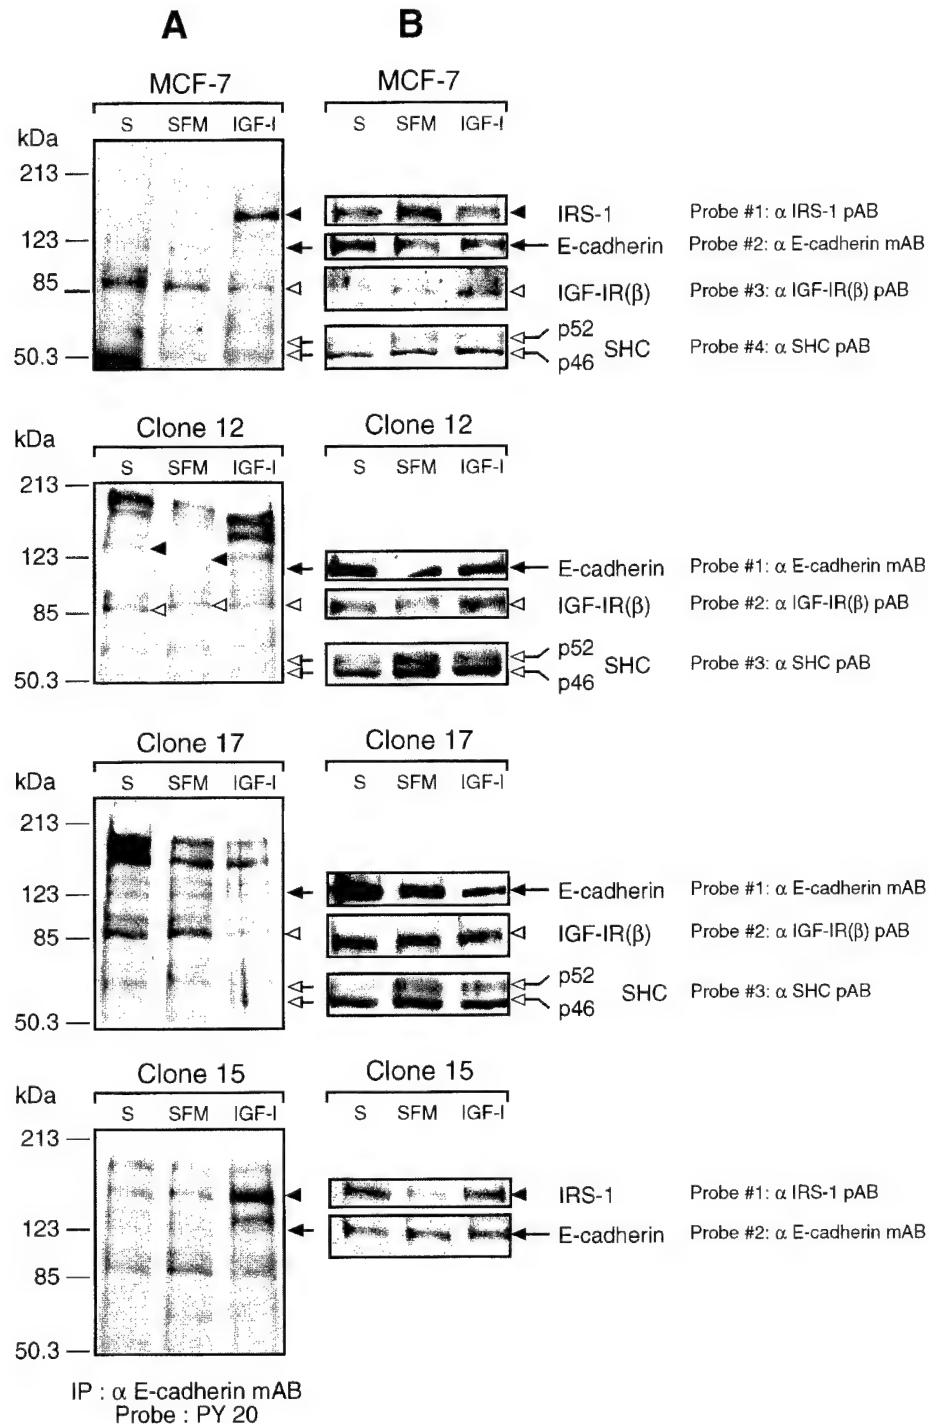 A
B
MCF-7
MCF-7
S SFM IGF-I
S SFM IGF-I
kDa
213
123
85
50.3
IRS-1 Probe #1: α IRS-1 pAB
E-cadherin Probe #2: α E-cadherin mAB
IGF-IR(β) Probe #3: α IGF-IR(β) pAB
p52
p46
SHC Probe #4: α SHC pAB
Clone 12
Clone 12
kDa
S SFM IGF-I
S SFM IGF-I
213
123
85
50.3
E-cadherin Probe #1: α E-cadherin mAB
IGF-IR(β) Probe #2: α IGF-IR(β) pAB
p52
p46
SHC Probe #3: α SHC pAB
Clone 17
Clone 17
kDa
S SFM IGF-I
S SFM IGF-I
213
123
85
50.3
E-cadherin Probe #1: α E-cadherin mAB
IGF-IR(β) Probe #2: α IGF-IR(β) pAB
p52
p46
SHC Probe #3: α SHC pAB
Clone 15
Clone 15
kDa
S SFM IGF-I
S SFM IGF-I
213
123
85
50.3
IRS-1 Probe #1: α IRS-1 pAB
E-cadherin Probe #2: α E-cadherin mAB
IP : α E-cadherin mAB
Probe : PY 20